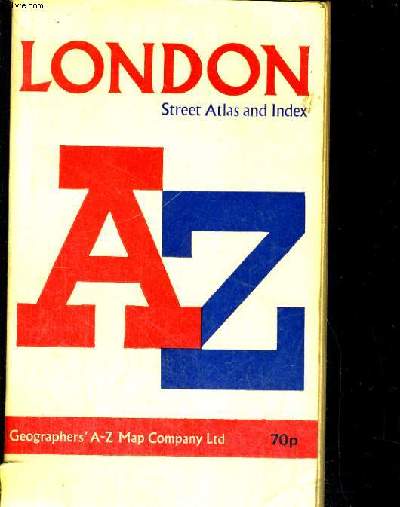 LONDON
Street Atlas and Index
AZ
Geographers' A-Z Map Company Ltd 70p